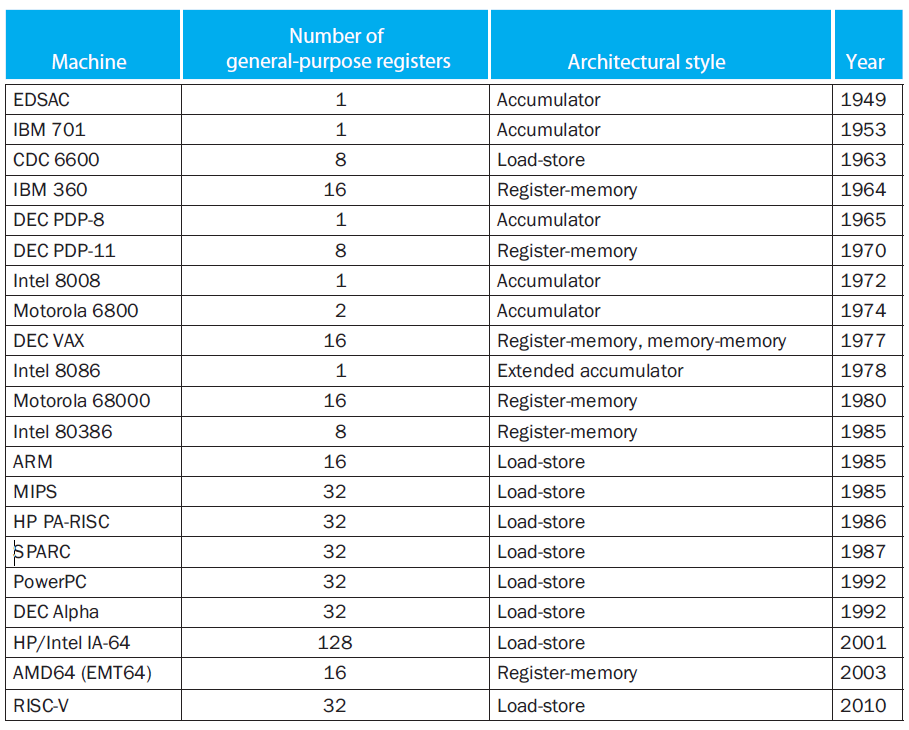 Machine Number of general-purpose registers Architectural style Year
EDSAC 1 Accumulator 1949
IBM 701 1 Accumulator 1953
CDC 6600 8 Load-store 1963
IBM 360 16 Register-memory 1964
DEC PDP-8 1 Accumulator 1965
DEC PDP-11 8 Register-memory 1970
Intel 8008 1 Accumulator 1972
Motorola 6800 2 Accumulator 1974
DEC VAX 16 Register-memory, memory-memory 1977
Intel 8086 1 Extended accumulator 1978
Motorola 68000 16 Register-memory 1980
Intel 80386 8 Register-memory 1985
ARM 16 Load-store 1985
MIPS 32 Load-store 1985
HP PA-RISC 32 Load-store 1986
SPARC 32 Load-store 1987
PowerPC 32 Load-store 1992
DEC Alpha 32 Load-store 1992
HP/Intel IA-64 128 Load-store 2001
AMD64 (EMT64) 16 Register-memory 2003
RISC-V 32 Load-store 2010